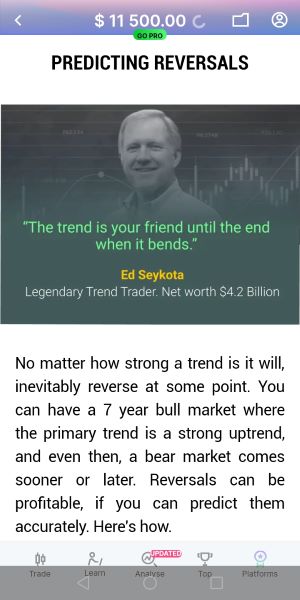 $ 11 500.00
GO PRO
PREDICTING REVERSALS
“The trend is your friend until the end
when it bends.”
Ed Seykota
Legendary Trend Trader. Net worth $4.2 Billion
No matter how strong a trend is it will,
inevitably reverse at some point. You
can have a 7 year bull market where
the primary trend is a strong uptrend,
and even then, a bear market comes
sooner or later. Reversals can be
profitable, if you can predict them
accurately. Here's how.
UPDATED
Trade Learn Analyse Top Platforms